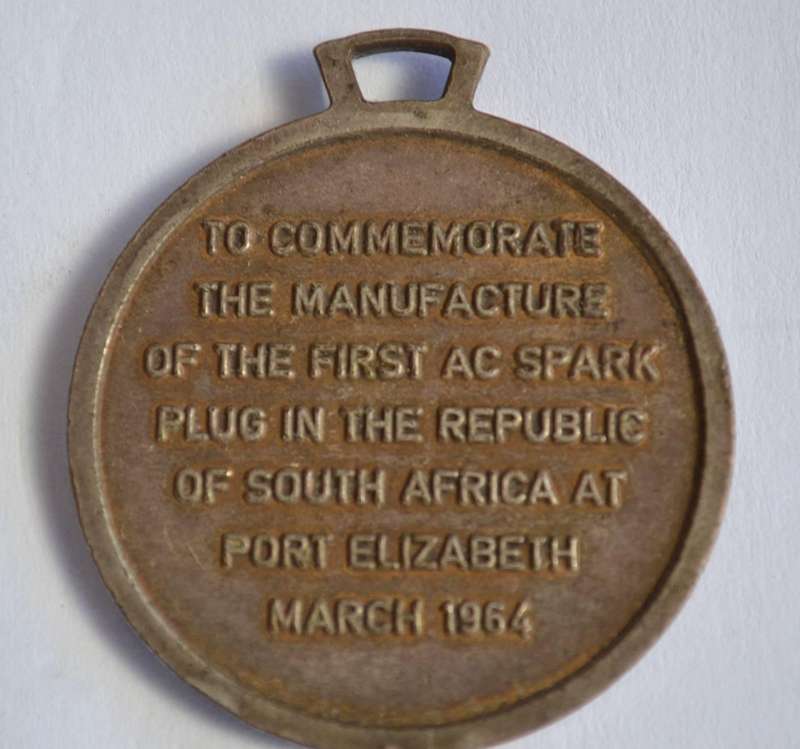 TO COMMEMORATE
THE MANUFACTURE
OF THE FIRST AC SPARK
PLUG IN THE REPUBLIC
OF SOUTH AFRICA AT
PORT ELIZABETH
MARCH 1964